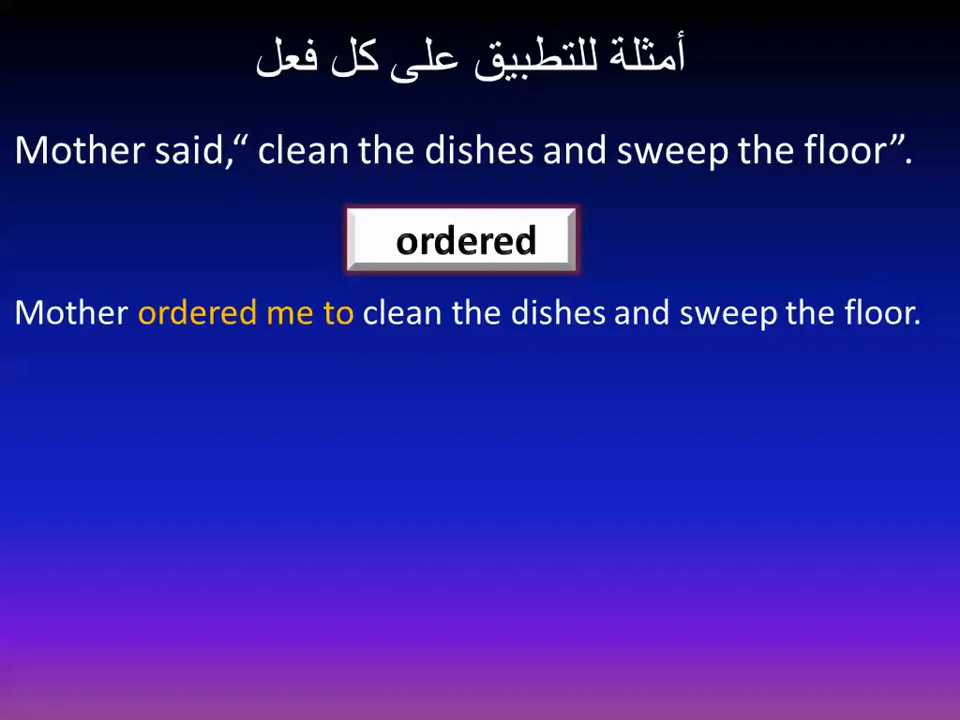 أمثلة للتطبيق على كل فعل
Mother said,“ clean the dishes and sweep the floor”.
ordered
Mother ordered me to clean the dishes and sweep the floor.